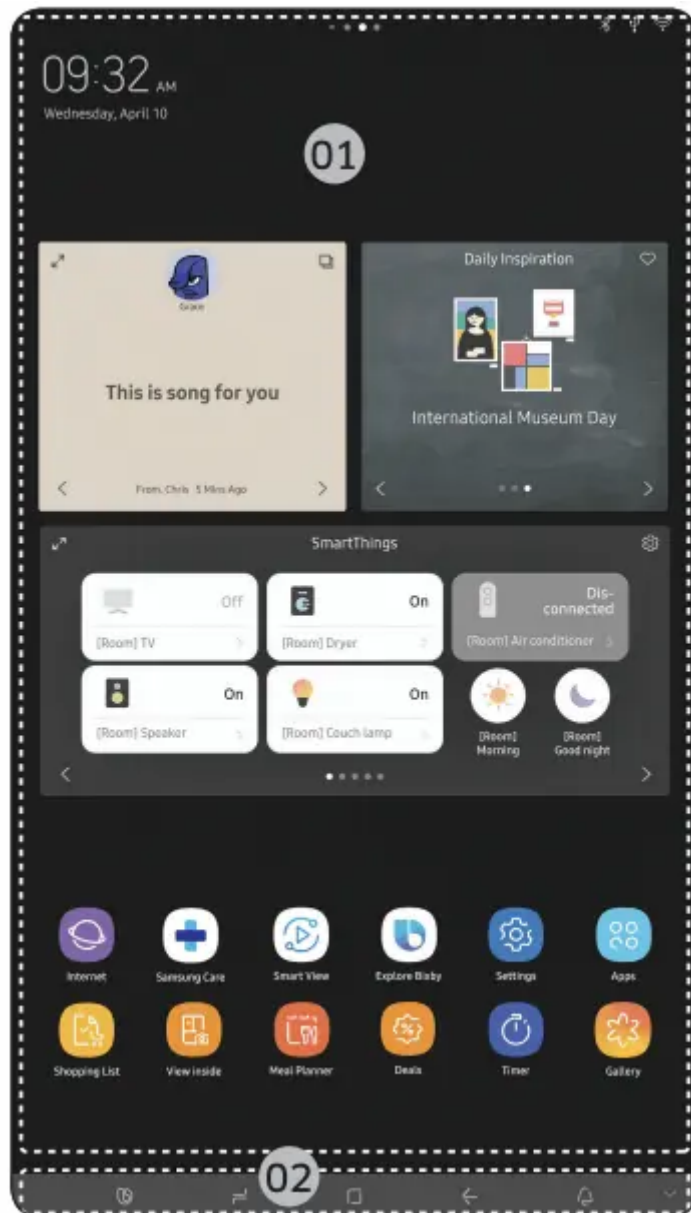 09:32 AM
Wednesday, April 10
01
Grace
This is song for you
From. Chris 5 Mins Ago
Daily Inspiration
International Museum Day
SmartThings
Off
[Room] TV
On
[Room] Dryer
Dis-
connected
[Room] Air conditioner
On
[Room] Speaker
On
[Room] Couch lamp
[Room]
Morning
[Room]
Good night
Internet
Samsung Care
Smart View
Explore Bixby
Settings
Apps
Shopping List
View inside
Meal Planner
Deals
Timer
Gallery
02